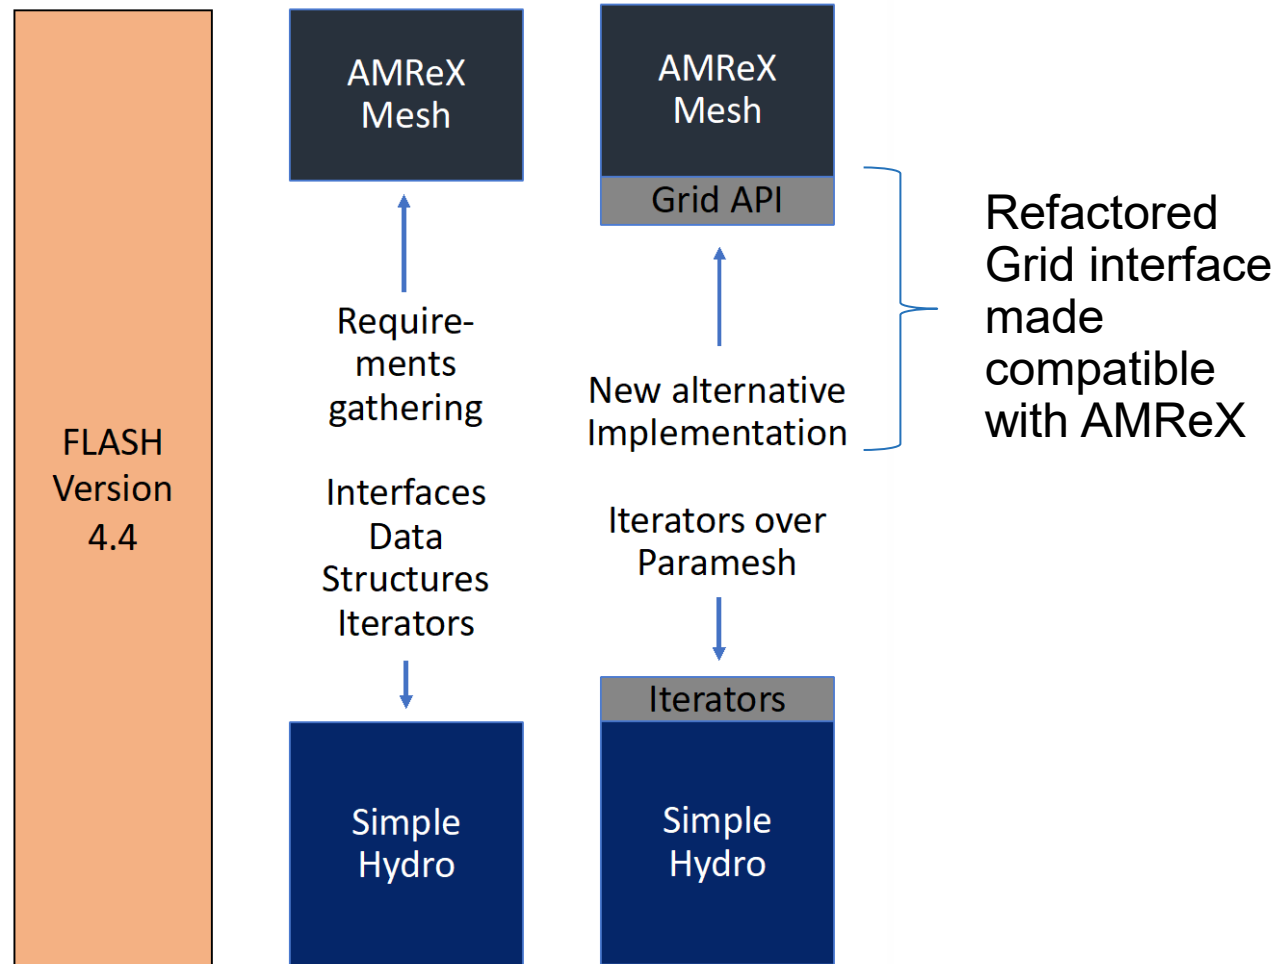 FLASH
Version
4.4
AMReX
Mesh
Require-
ments
gathering
Interfaces
Data
Structures
Iterators
Simple
Hydro
AMReX
Mesh
Grid API
New alternative
Implementation
Iterators over
Paramesh
Iterators
Simple
Hydro
Refactored
Grid interface
made
compatible
with AMReX